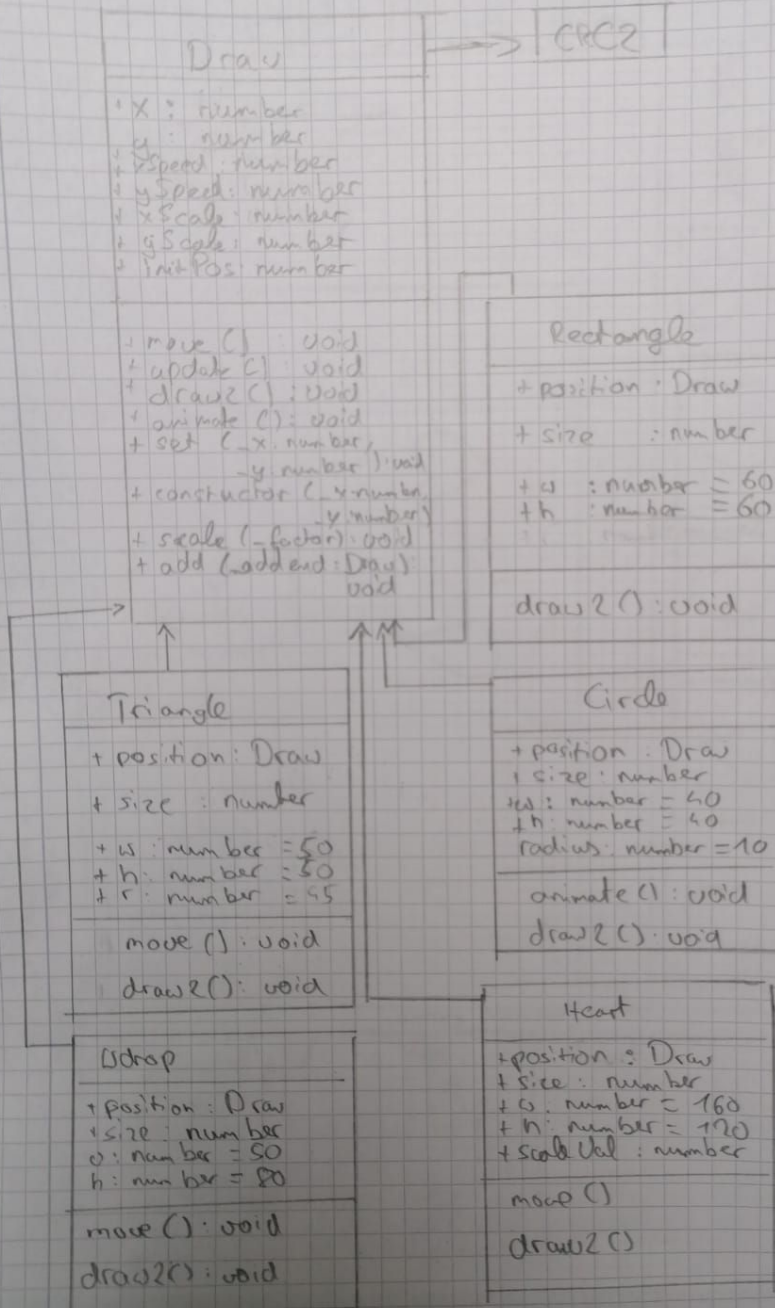 Draw
CRC2
+ x : number
y : number
+ xSpeed : number
+ ySpeed : number
+ xScale : number
+ yScale : number
+ initPos : number
+ move () : void
+ update () : void
+ draw2 () : void
+ animate () : void
+ set (_x : number,
_y : number) : void
+ constuctor (_x : numbe,
_y : number)
+ scale (_factor) : void
+ add (_addend : Draw) :
void
Rectangle
+ position : Draw
+ size : number
+ w : number = 60
+ h : number = 60
draw2 () : void
Triangle
+ position : Draw
+ size : number
+ w : number = 50
+ h : number = 50
+ r : number = 45
move () : void
draw2 () : void
Circle
+ position : Draw
+ size : number
+ w : number = 40
+ h : number = 40
radius : number = 10
animate () : void
draw2 () : void
+ position : Draw
+ size : number
: number = 50
h : number = 80
move () : void
draw2 () : void
Heart
+ position : Draw
+ size : number
+ w : number = 160
+ h : number = 120
+ scale Val : number
move ()
draw2 ()